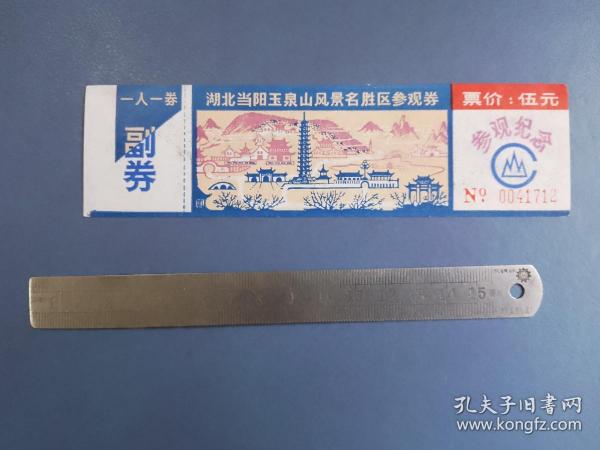 一人一券
副券
湖北当阳玉泉山风景名胜区参观券
票价：伍元
参观纪念
№ 0041712
15
孔夫子旧书网
www.kongfz.com